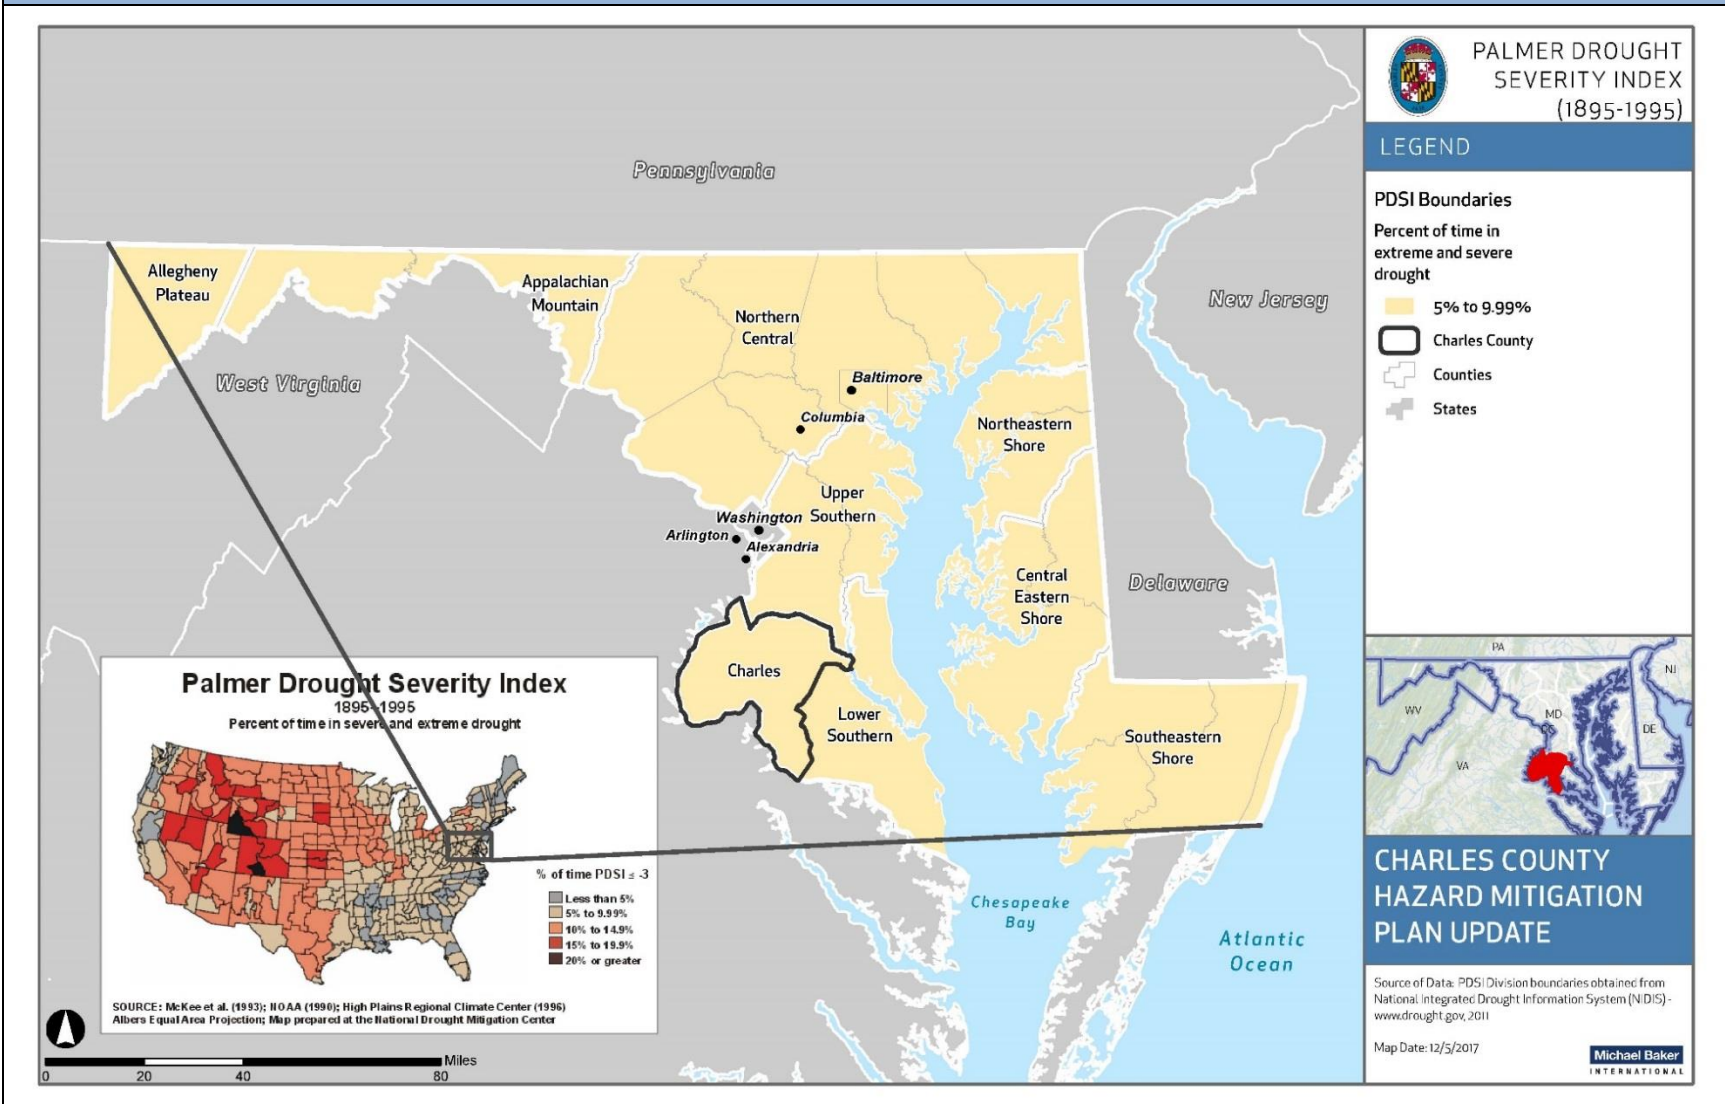 PALMER DROUGHT
SEVERITY INDEX
(1895-1995)
LEGEND
PDSI Boundaries
Percent of time in
extreme and severe
drought
5% to 9.99%
Charles County
Counties
States
Pennsylvania
New Jersey
West Virginia
Delaware
Allegheny
Plateau
Appalachian
Mountain
Northern
Central
Baltimore
Columbia
Northeastern
Shore
Upper
Southern
Washington
Arlington
Alexandria
Central
Eastern
Shore
Charles
Lower
Southern
Southeastern
Shore
Chesapeake
Bay
Atlantic
Ocean
Palmer Drought Severity Index
1895--1995
Percent of time in severe and extreme drought
% of time PDSI ≤ -3
Less than 5%
5% to 9.99%
10% to 14.9%
15% to 19.9%
20% or greater
SOURCE: McKee et al. (1993); NOAA (1990); High Plains Regional Climate Center (1996)
Albers Equal Area Projection; Map prepared at the National Drought Mitigation Center
Miles
0 20 40 80
PA
NJ
WV
MD
DE
VA
CHARLES COUNTY
HAZARD MITIGATION
PLAN UPDATE
Source of Data: PDSI Division boundaries obtained from
National Integrated Drought Information System (NIDIS) -
www.drought.gov, 2011
Map Date: 12/5/2017
Michael Baker
INTERNATIONAL